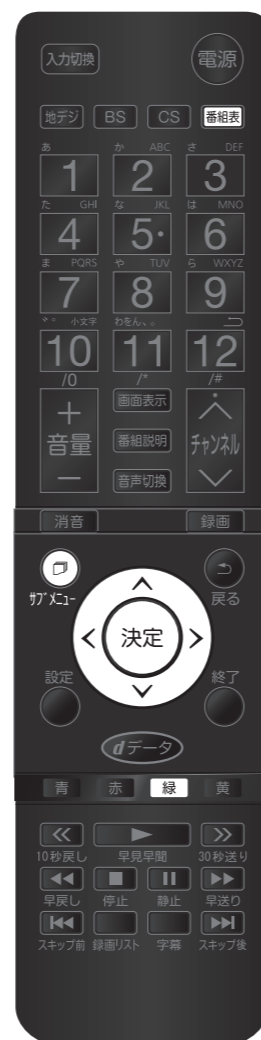 入力切換 電源
地デジ BS CS 番組表
あ か ABC さ DEF
1 2 3
た GHI な JKL は MNO
4 5・ 6
ま PQRS や TUV ら WXYZ
7 8 9
゛゜ 小文字 わをん、。
10 11 12
/0 /* /#
+ 画面表示
音量 番組説明 チャンネル
− 音声切換
消音 録画
サブメニュー 戻る
決定
設定 終了
dデータ
青 赤 緑 黄
10秒戻し 早見早聞 30秒送り
早戻し 停止 静止 早送り
スキップ前 録画リスト 字幕 スキップ後